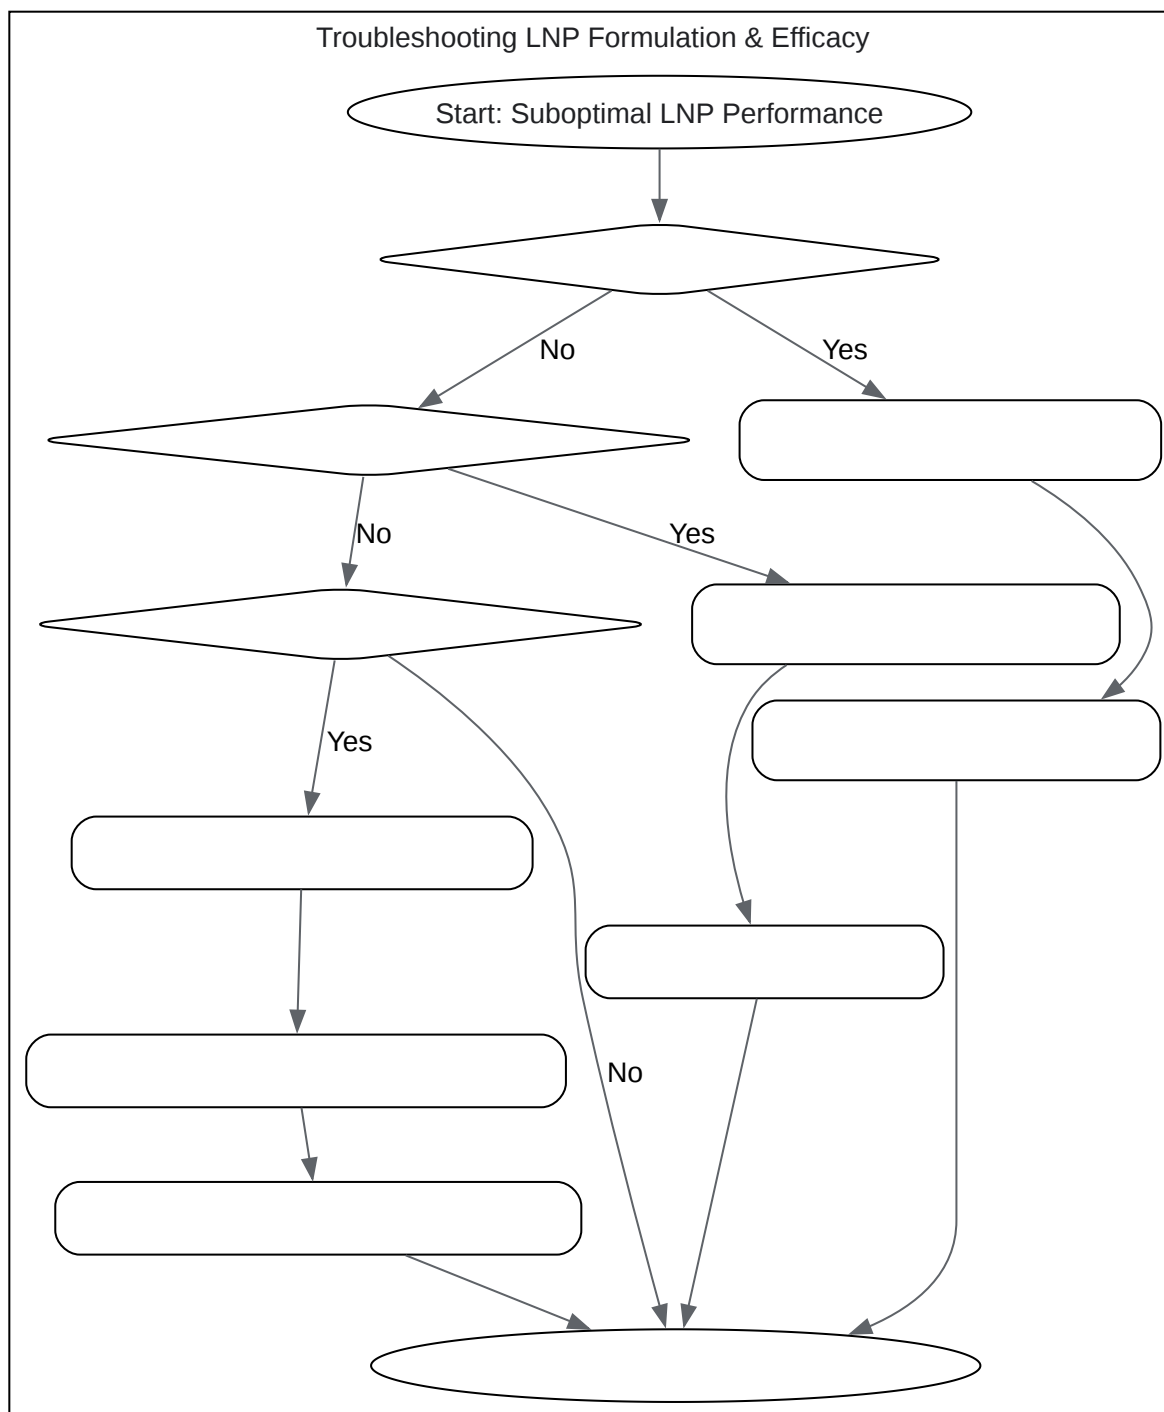 Troubleshooting LNP Formulation & Efficacy
Start: Suboptimal LNP Performance
No
Yes
No
Yes
Yes
No